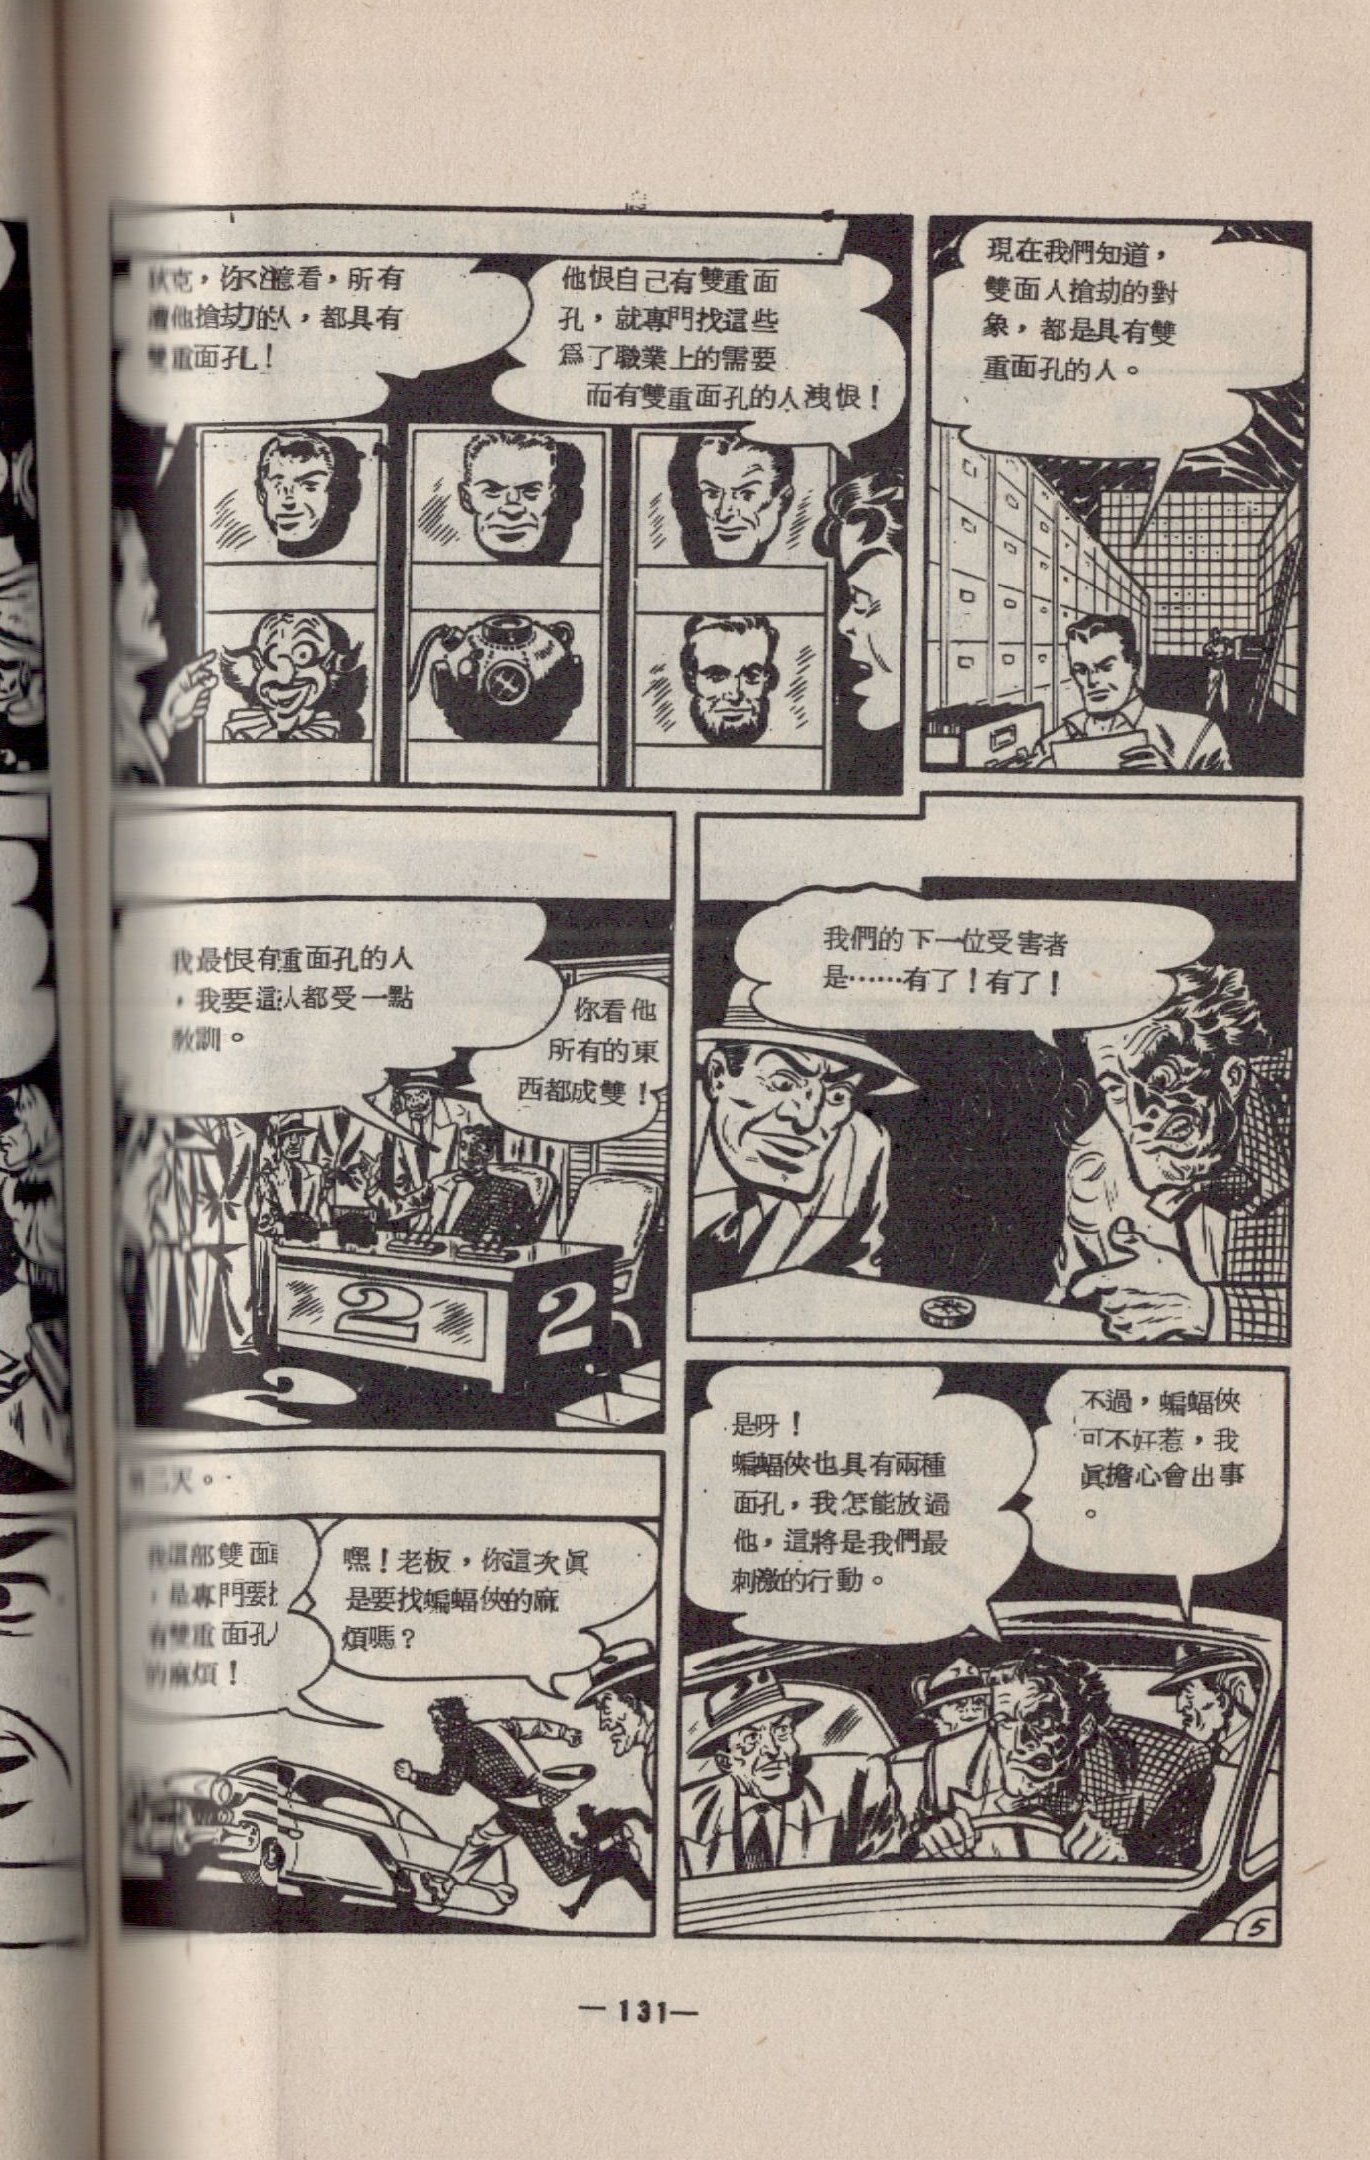 狄克，你注意看，所有
遭他搶劫的人，都具有
雙重面孔！
他恨自己有雙重面
孔，就專門找這些
爲了職業上的需要
而有雙重面孔的人洩恨！
現在我們知道，
雙面人搶劫的對
象，都是具有雙
重面孔的人。
我最恨有重面孔的人
，我要這人都受一點
教訓。
你看他
所有的東
西都成雙！
我們的下一位受害者
是……有了！有了！
2
2
第二天。
我這部雙面
，是專門要找
有雙重面孔
的麻煩！
嘿！老板，你這次眞
是要找蝙蝠俠的麻
煩嗎？
是呀！
蝙蝠俠也具有兩種
面孔，我怎能放過
他，這將是我們最
刺激的行動。
不過，蝙蝠俠
可不好惹，我
眞擔心會出事
。
5
—131—